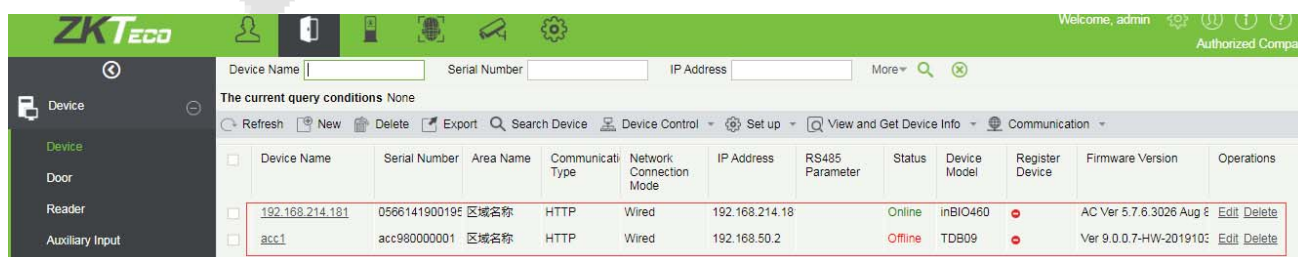 ZKTeco
Welcome, admin
Authorized Compa
Device Name
Serial Number
IP Address
More
The current query conditions None
Refresh New Delete Export Search Device Device Control Set up View and Get Device Info Communication
Device
Device
Door
Reader
Auxiliary Input
Device Name Serial Number Area Name Communicati Type Network Connection Mode IP Address RS485 Parameter Status Device Model Register Device Firmware Version Operations
192.168.214.181 0566141900195 区域名称 HTTP Wired 192.168.214.18 Online inBIO460 AC Ver 5.7.6.3026 Aug 8 Edit Delete
acc1 acc980000001 区域名称 HTTP Wired 192.168.50.2 Offline TDB09 Ver 9.0.0.7-HW-2019103 Edit Delete